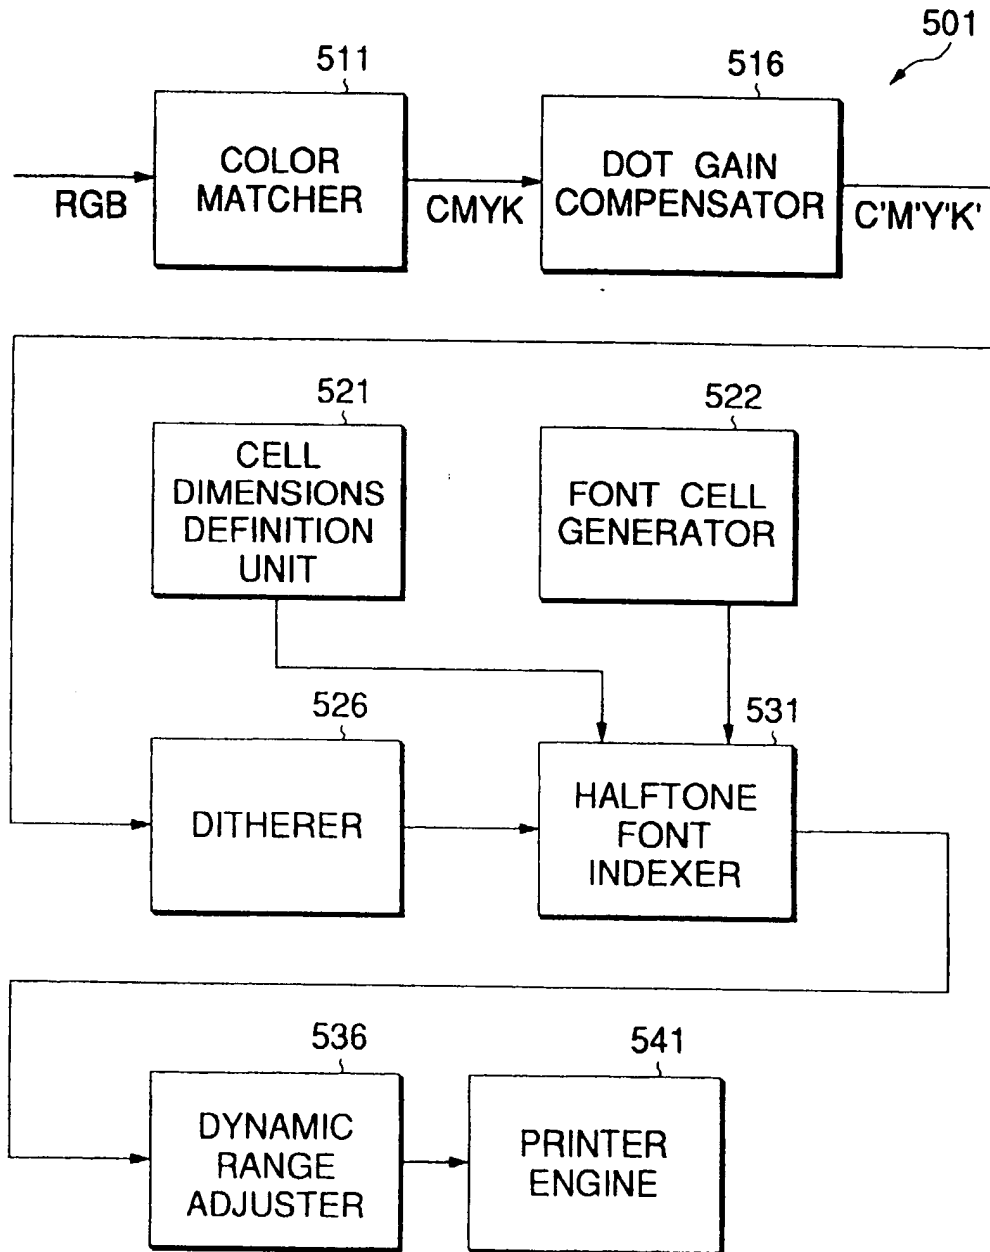 501
511
516
COLOR
MATCHER
DOT GAIN
COMPENSATOR
RGB
CMYK
C'M'Y'K'
521
522
CELL
DIMENSIONS
DEFINITION
UNIT
FONT CELL
GENERATOR
526
531
DITHERER
HALFTONE
FONT
INDEXER
536
541
DYNAMIC
RANGE
ADJUSTER
PRINTER
ENGINE